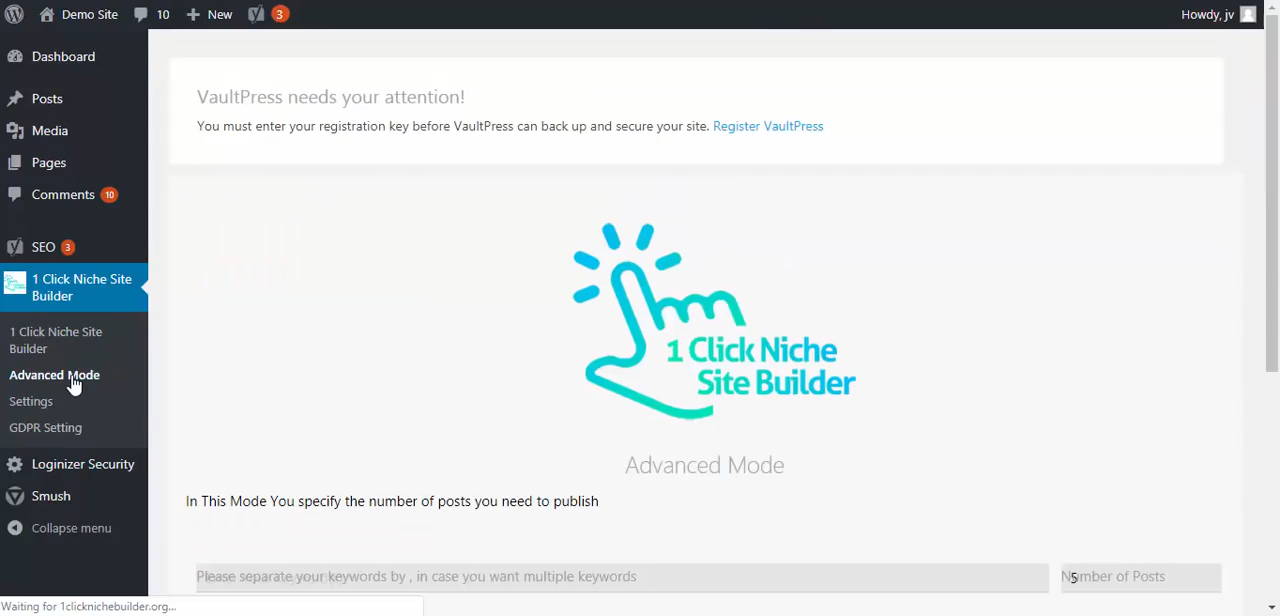 Demo Site 10 New 3 Howdy, jv
Dashboard
Posts
Media
Pages
Comments 10
SEO 3
1 Click Niche Site
Builder
1 Click Niche Site
Builder
Advanced Mode
Settings
GDPR Setting
Loginizer Security
Smush
Collapse menu
VaultPress needs your attention!
You must enter your registration key before VaultPress can back up and secure your site. Register VaultPress
1 Click Niche
Site Builder
Advanced Mode
In This Mode You specify the number of posts you need to publish
Please separate your keywords by , in case you want multiple keywords
5
Number of Posts
Waiting for 1clicknichebuilder.org...